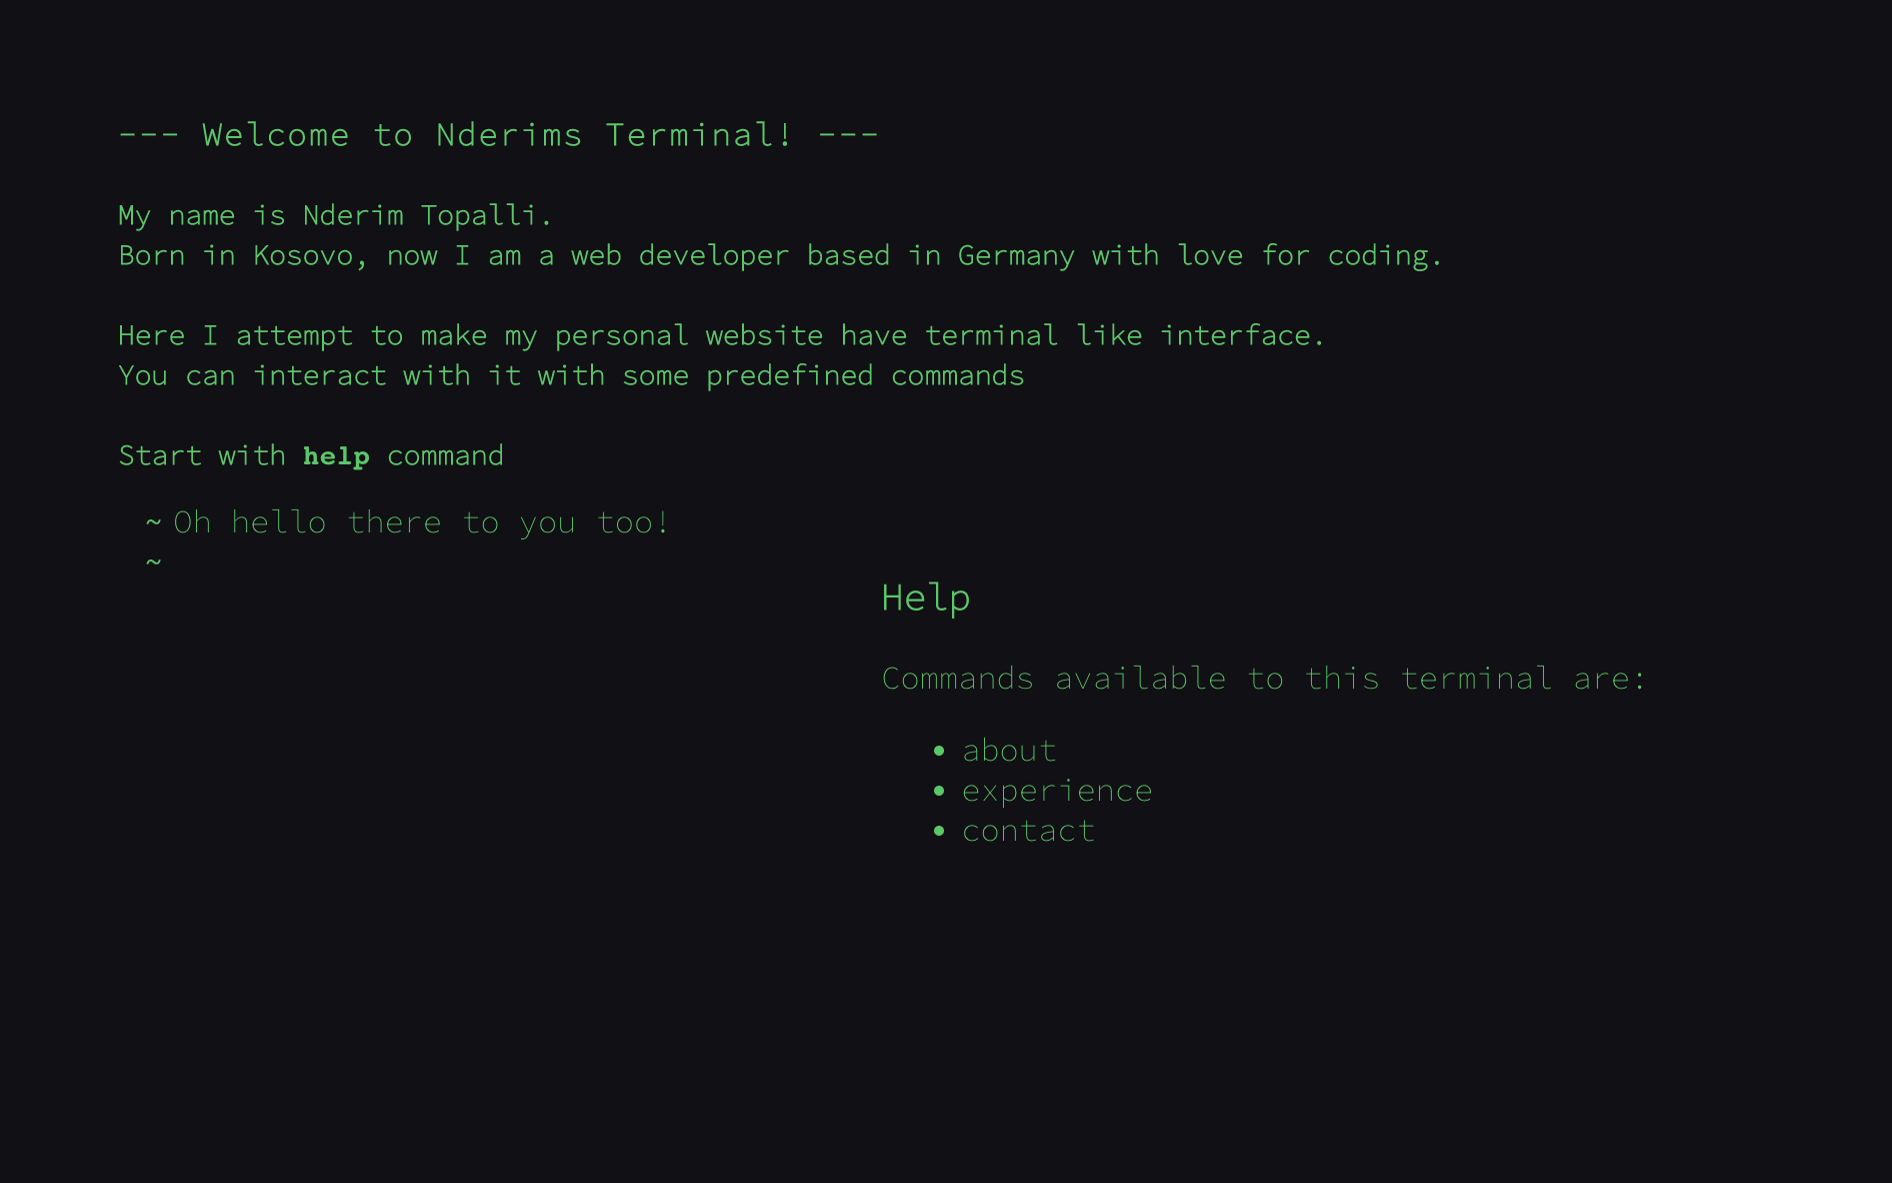 --- Welcome to Nderims Terminal! ---
My name is Nderim Topalli.
Born in Kosovo, now I am a web developer based in Germany with love for coding.
Here I attempt to make my personal website have terminal like interface.
You can interact with it with some predefined commands
Start with help command
~ Oh hello there to you too!
~
Help
Commands available to this terminal are:
• about
• experience
• contact